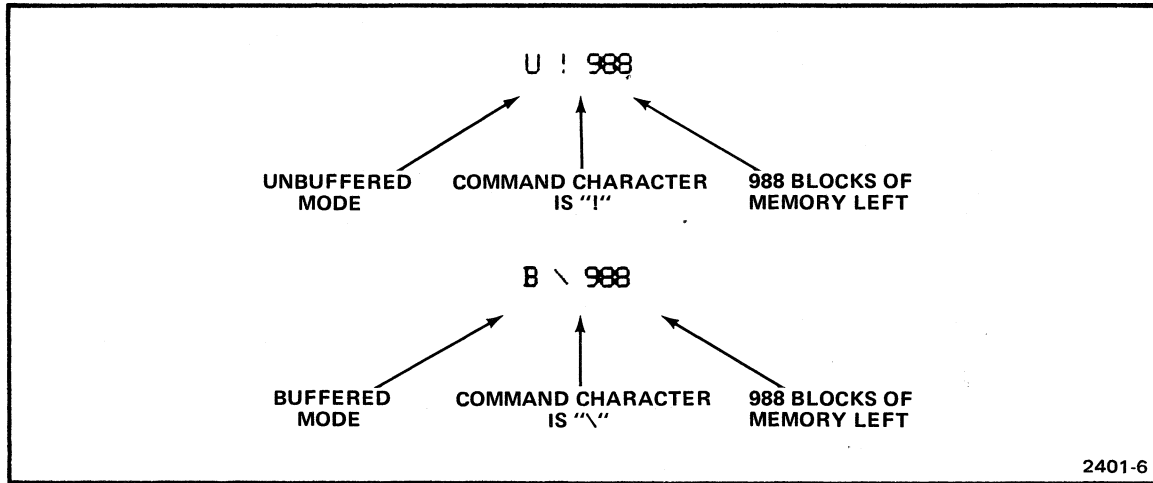 U ! 988
UNBUFFERED MODE
COMMAND CHARACTER IS "!"
988 BLOCKS OF MEMORY LEFT
B \ 988
BUFFERED MODE
COMMAND CHARACTER IS "\"
988 BLOCKS OF MEMORY LEFT
2401-6